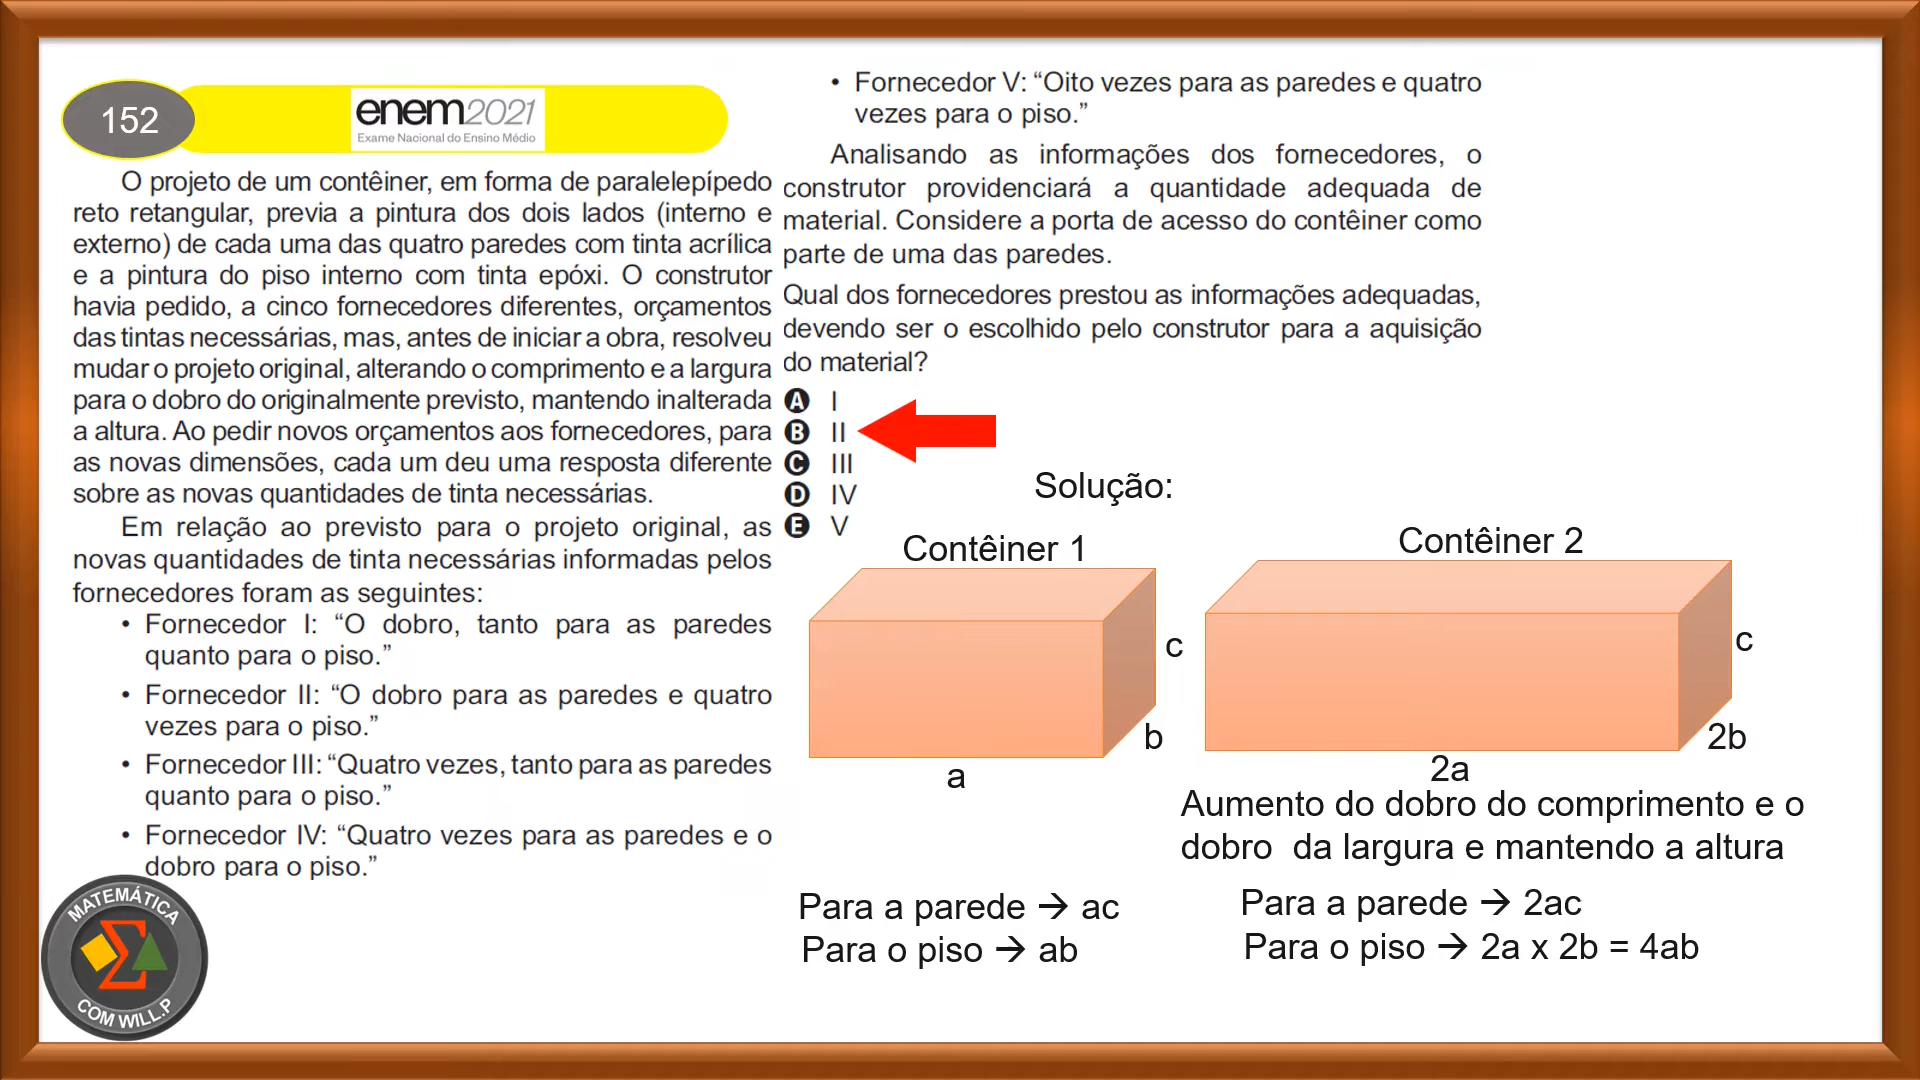 152
enem2021
Exame Nacional do Ensino Médio
O projeto de um contêiner, em forma de paralelepípedo
reto retangular, previa a pintura dos dois lados (interno e
externo) de cada uma das quatro paredes com tinta acrílica
e a pintura do piso interno com tinta epóxi. O construtor
havia pedido, a cinco fornecedores diferentes, orçamentos
das tintas necessárias, mas, antes de iniciar a obra, resolveu
mudar o projeto original, alterando o comprimento e a largura
para o dobro do originalmente previsto, mantendo inalterada
a altura. Ao pedir novos orçamentos aos fornecedores, para
as novas dimensões, cada um deu uma resposta diferente
sobre as novas quantidades de tinta necessárias.
Em relação ao previsto para o projeto original, as
novas quantidades de tinta necessárias informadas pelos
fornecedores foram as seguintes:
• Fornecedor I: “O dobro, tanto para as paredes
quanto para o piso.”
• Fornecedor II: “O dobro para as paredes e quatro
vezes para o piso.”
• Fornecedor III: “Quatro vezes, tanto para as paredes
quanto para o piso.”
• Fornecedor IV: “Quatro vezes para as paredes e o
dobro para o piso.”
• Fornecedor V: “Oito vezes para as paredes e quatro
vezes para o piso.”
Analisando as informações dos fornecedores, o
construtor providenciará a quantidade adequada de
material. Considere a porta de acesso do contêiner como
parte de uma das paredes.
Qual dos fornecedores prestou as informações adequadas,
devendo ser o escolhido pelo construtor para a aquisição
do material?
A I
B II
C III
D IV
E V
Solução:
Contêiner 1
c
b
a
Contêiner 2
c
2b
2a
Aumento do dobro do comprimento e o
dobro da largura e mantendo a altura
Para a parede → ac
Para o piso → ab
Para a parede → 2ac
Para o piso → 2a x 2b = 4ab
MATEMÁTICA
COM WILL.P